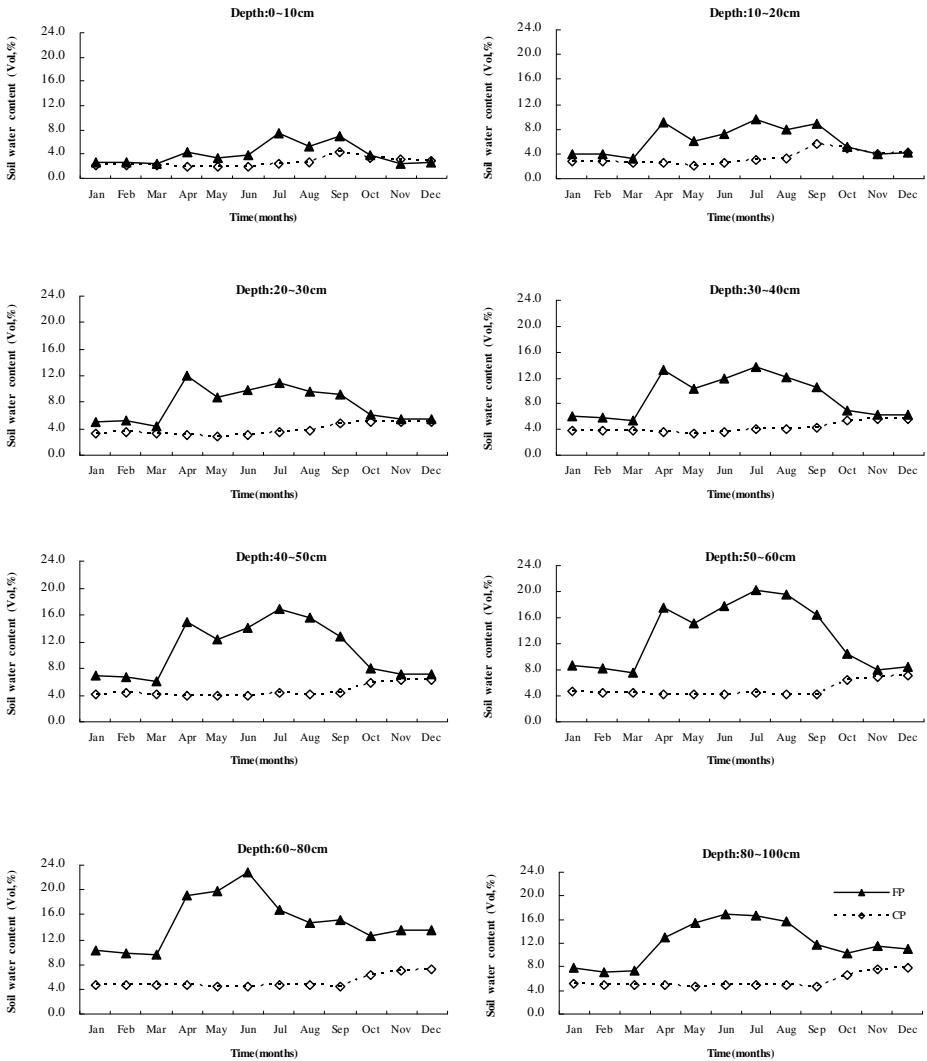 Depth:0~10cm
24.0
20.0
16.0
12.0
8.0
4.0
0.0
Soil water content (Vol,%)
Jan Feb Mar Apr May Jun Jul Aug Sep Oct Nov Dec
Time(months)
Depth:10~20cm
24.0
20.0
16.0
12.0
8.0
4.0
0.0
Soil water content (Vol,%)
Jan Feb Mar Apr May Jun Jul Aug Sep Oct Nov Dec
Time(months)
Depth:20~30cm
24.0
20.0
16.0
12.0
8.0
4.0
0.0
Soil water content (Vol,%)
Jan Feb Mar Apr May Jun Jul Aug Sep Oct Nov Dec
Time(months)
Depth:30~40cm
24.0
20.0
16.0
12.0
8.0
4.0
0.0
Soil water content (Vol,%)
Jan Feb Mar Apr May Jun Jul Aug Sep Oct Nov Dec
Time(months)
Depth:40~50cm
24.0
20.0
16.0
12.0
8.0
4.0
0.0
Soil water content (Vol,%)
Jan Feb Mar Apr May Jun Jul Aug Sep Oct Nov Dec
Time(months)
Depth:50~60cm
24.0
20.0
16.0
12.0
8.0
4.0
0.0
Soil water content (Vol,%)
Jan Feb Mar Apr May Jun Jul Aug Sep Oct Nov Dec
Time(months)
Depth:60~80cm
24.0
20.0
16.0
12.0
8.0
4.0
0.0
Soil water content (Vol,%)
Jan Feb Mar Apr May Jun Jul Aug Sep Oct Nov Dec
Time(months)
Depth:80~100cm
24.0
20.0
16.0
12.0
8.0
4.0
0.0
Soil water content (Vol,%)
FP
CP
Jan Feb Mar Apr May Jun Jul Aug Sep Oct Nov Dec
Time(months)